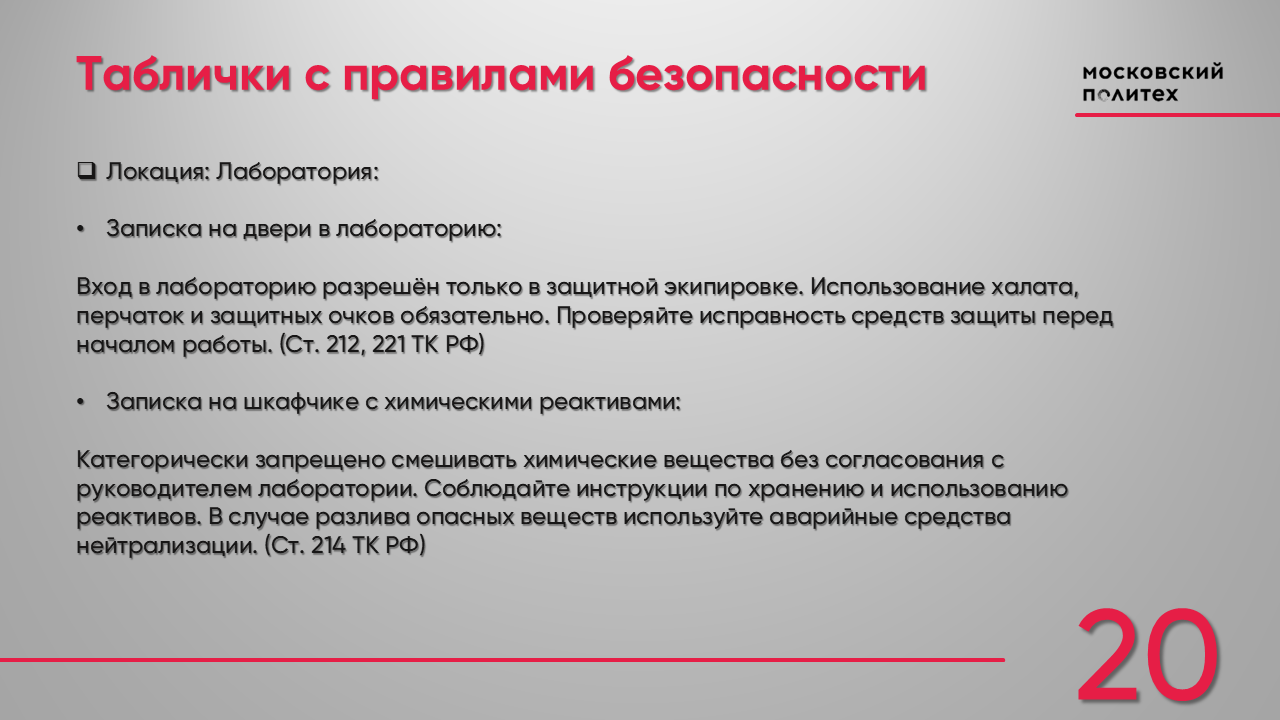 Таблички с правилами безопасности
московский
политех
Локация: Лаборатория:
• Записка на двери в лабораторию:
Вход в лабораторию разрешён только в защитной экипировке. Использование халата,
перчаток и защитных очков обязательно. Проверяйте исправность средств защиты перед
началом работы. (Ст. 212, 221 ТК РФ)
• Записка на шкафчике с химическими реактивами:
Категорически запрещено смешивать химические вещества без согласования с
руководителем лаборатории. Соблюдайте инструкции по хранению и использованию
реактивов. В случае разлива опасных веществ используйте аварийные средства
нейтрализации. (Ст. 214 ТК РФ)
20